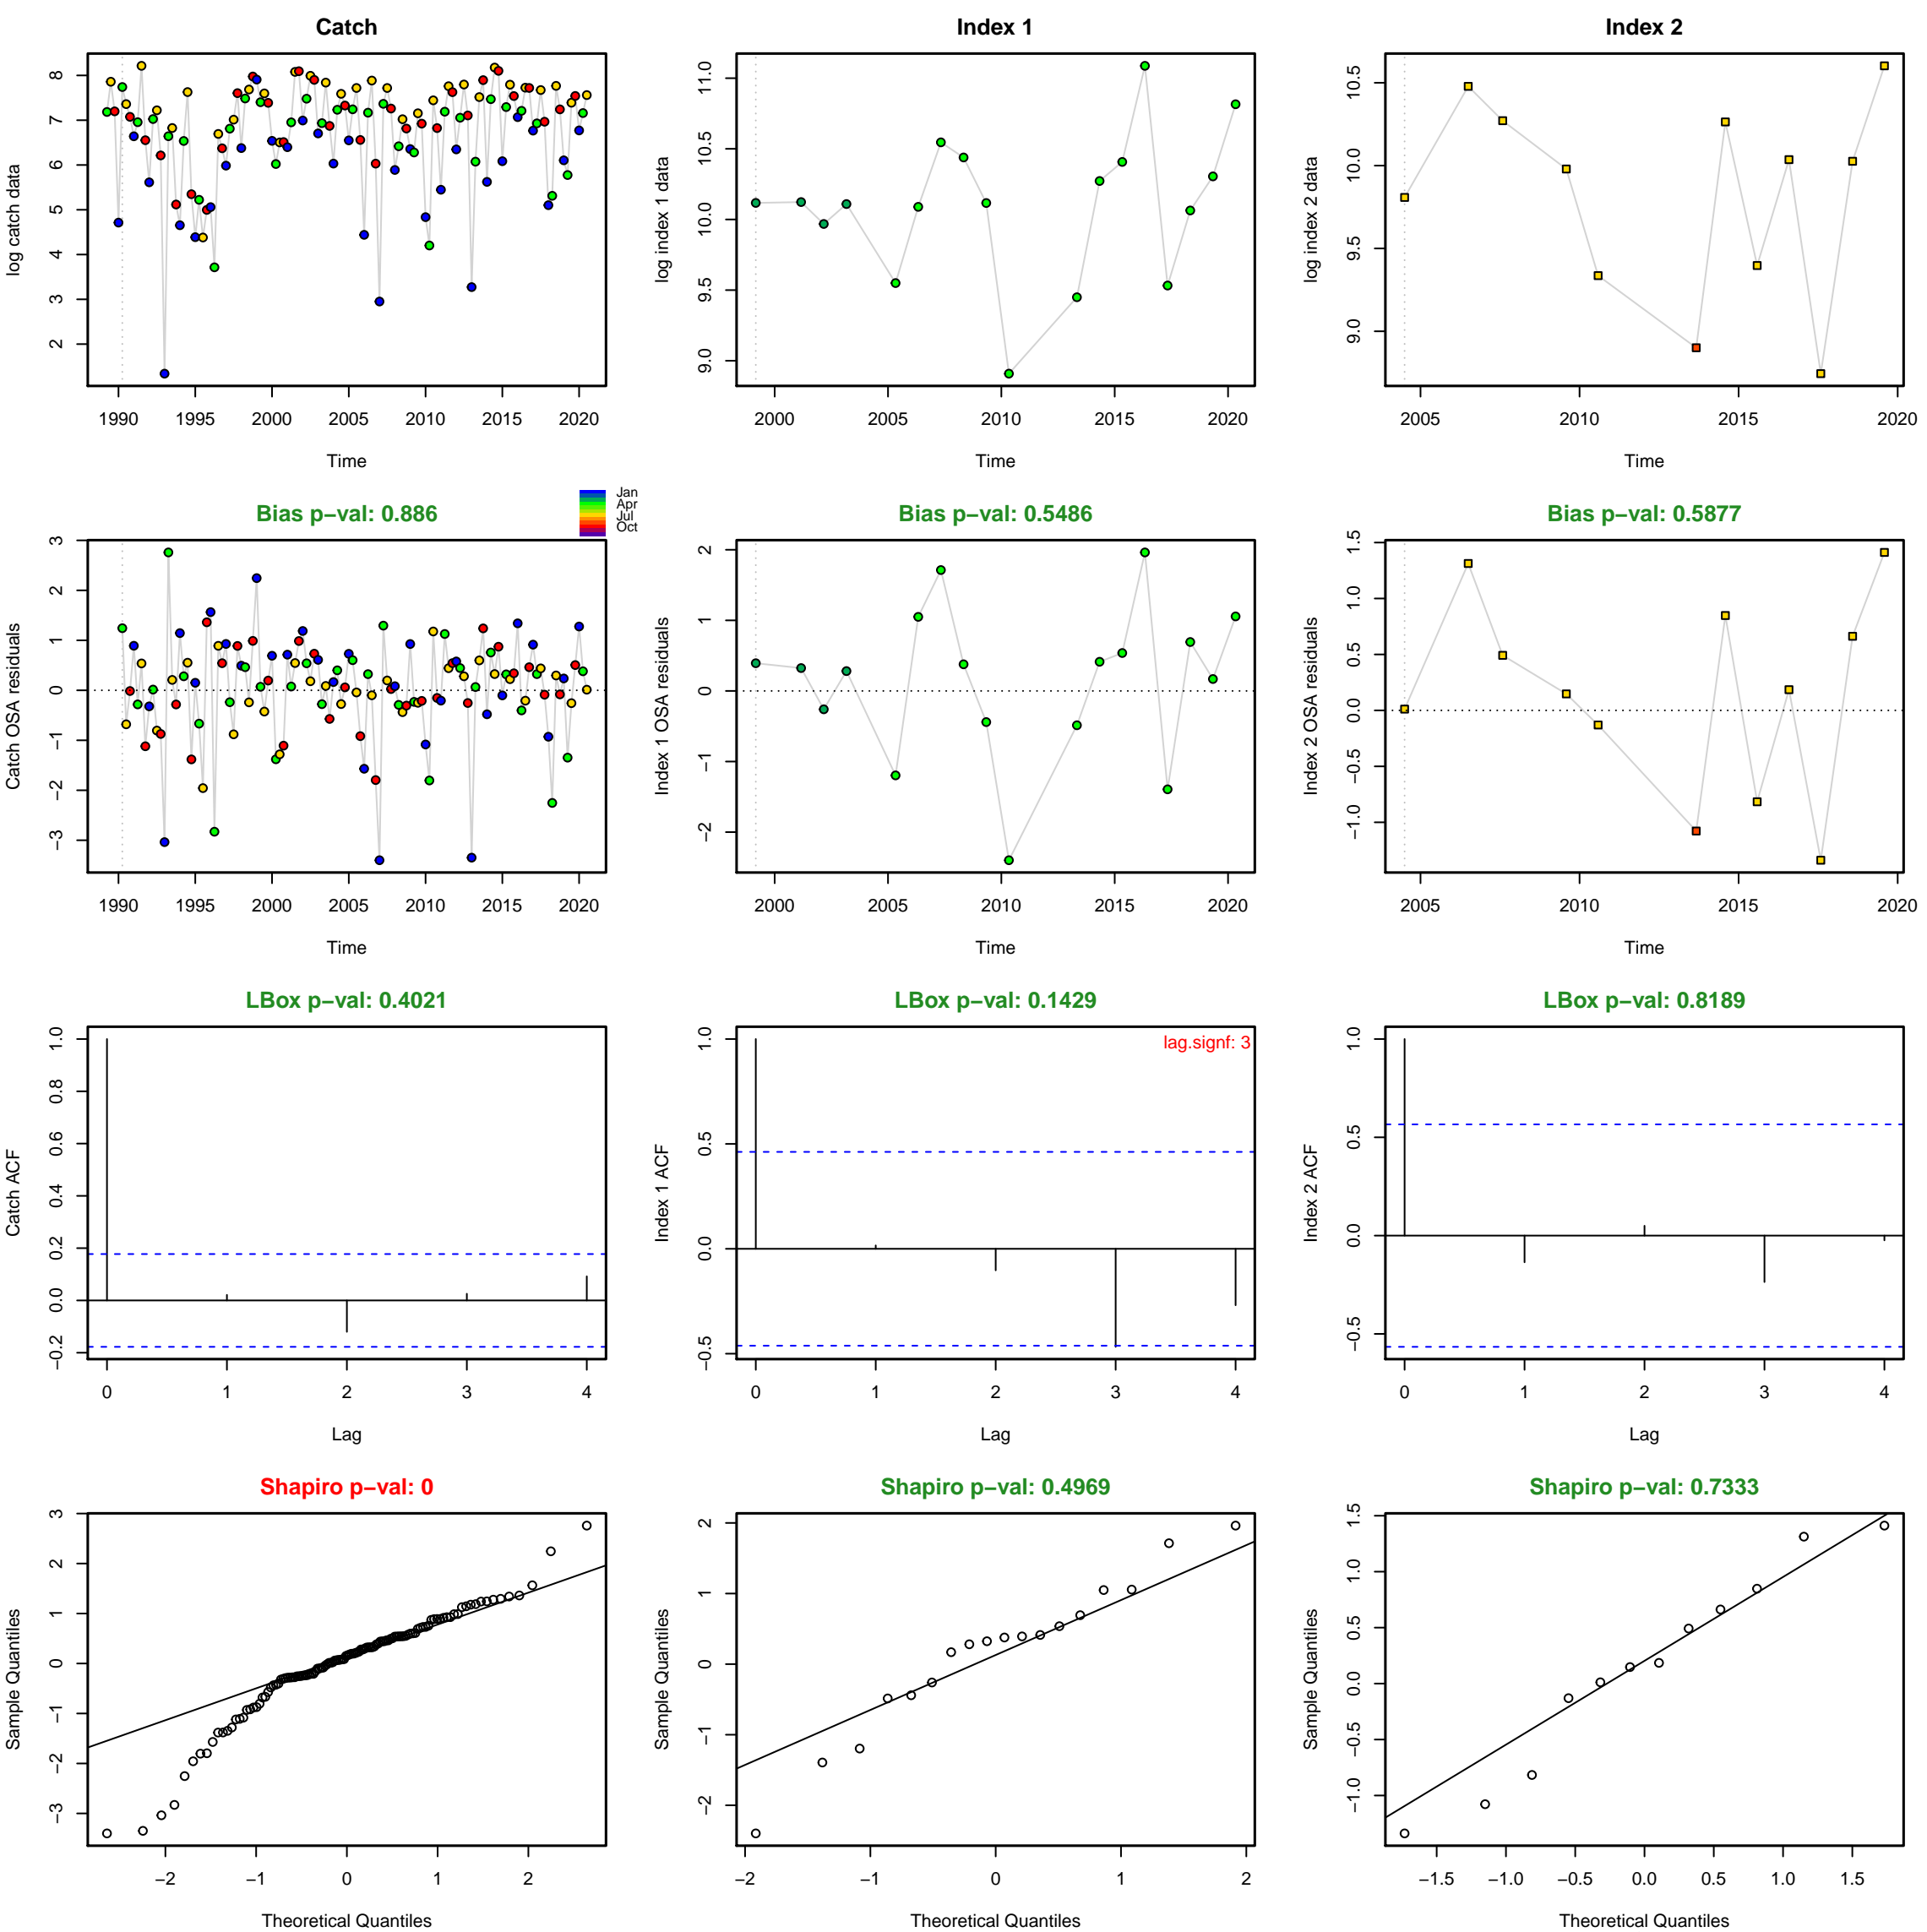 Catch
log catch data
2 3 4 5 6 7 8
1990 1995 2000 2005 2010 2015 2020
Time
Index 1
log index 1 data
9.0 9.5 10.0 10.5 11.0
2000 2005 2010 2015 2020
Time
Index 2
log index 2 data
9.0 9.5 10.0 10.5
2005 2010 2015 2020
Time
Jan
Apr
Jul
Oct
Bias p−val: 0.886
Catch OSA residuals
−3 −2 −1 0 1 2 3
1990 1995 2000 2005 2010 2015 2020
Time
Bias p−val: 0.5486
Index 1 OSA residuals
−2 −1 0 1 2
2000 2005 2010 2015 2020
Time
Bias p−val: 0.5877
Index 2 OSA residuals
−1.0 −0.5 0.0 0.5 1.0 1.5
2005 2010 2015 2020
Time
LBox p−val: 0.4021
Catch ACF
−0.2 0.0 0.2 0.4 0.6 0.8 1.0
0 1 2 3 4
Lag
LBox p−val: 0.1429
lag.signf: 3
Index 1 ACF
−0.5 0.0 0.5 1.0
0 1 2 3 4
Lag
LBox p−val: 0.8189
Index 2 ACF
−0.5 0.0 0.5 1.0
0 1 2 3 4
Lag
Shapiro p−val: 0
Sample Quantiles
−3 −2 −1 0 1 2 3
−2 −1 0 1 2
Theoretical Quantiles
Shapiro p−val: 0.4969
Sample Quantiles
−2 −1 0 1 2
−2 −1 0 1 2
Theoretical Quantiles
Shapiro p−val: 0.7333
Sample Quantiles
−1.0 −0.5 0.0 0.5 1.0 1.5
−1.5 −1.0 −0.5 0.0 0.5 1.0 1.5
Theoretical Quantiles